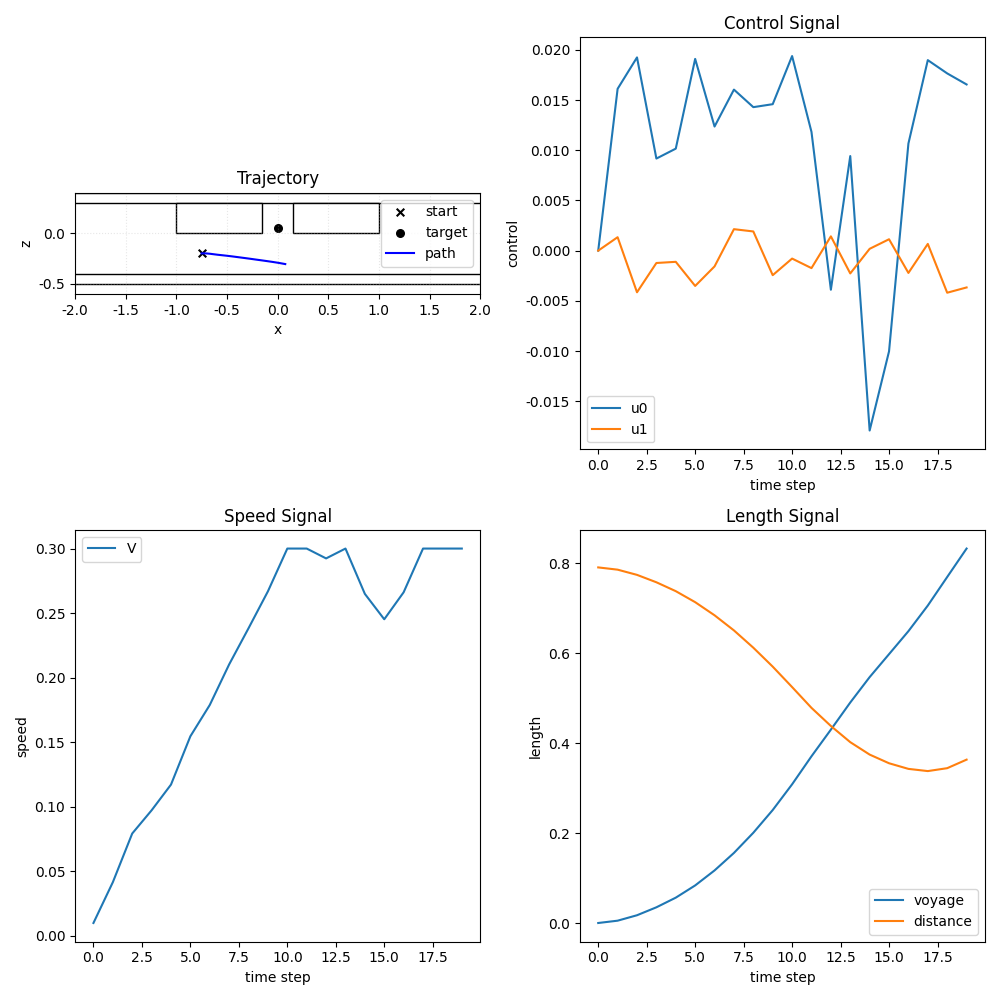 Trajectory
0.0
-0.5
z
-2.0 -1.5 -1.0 -0.5 0.0 0.5 1.0 1.5 2.0
x
start
target
path
Control Signal
0.020
0.015
0.010
0.005
0.000
-0.005
-0.010
-0.015
control
u0
u1
0.0 2.5 5.0 7.5 10.0 12.5 15.0 17.5
time step
Speed Signal
V
0.30
0.25
0.20
0.15
0.10
0.05
0.00
speed
0.0 2.5 5.0 7.5 10.0 12.5 15.0 17.5
time step
Length Signal
0.8
0.6
0.4
0.2
0.0
length
voyage
distance
0.0 2.5 5.0 7.5 10.0 12.5 15.0 17.5
time step